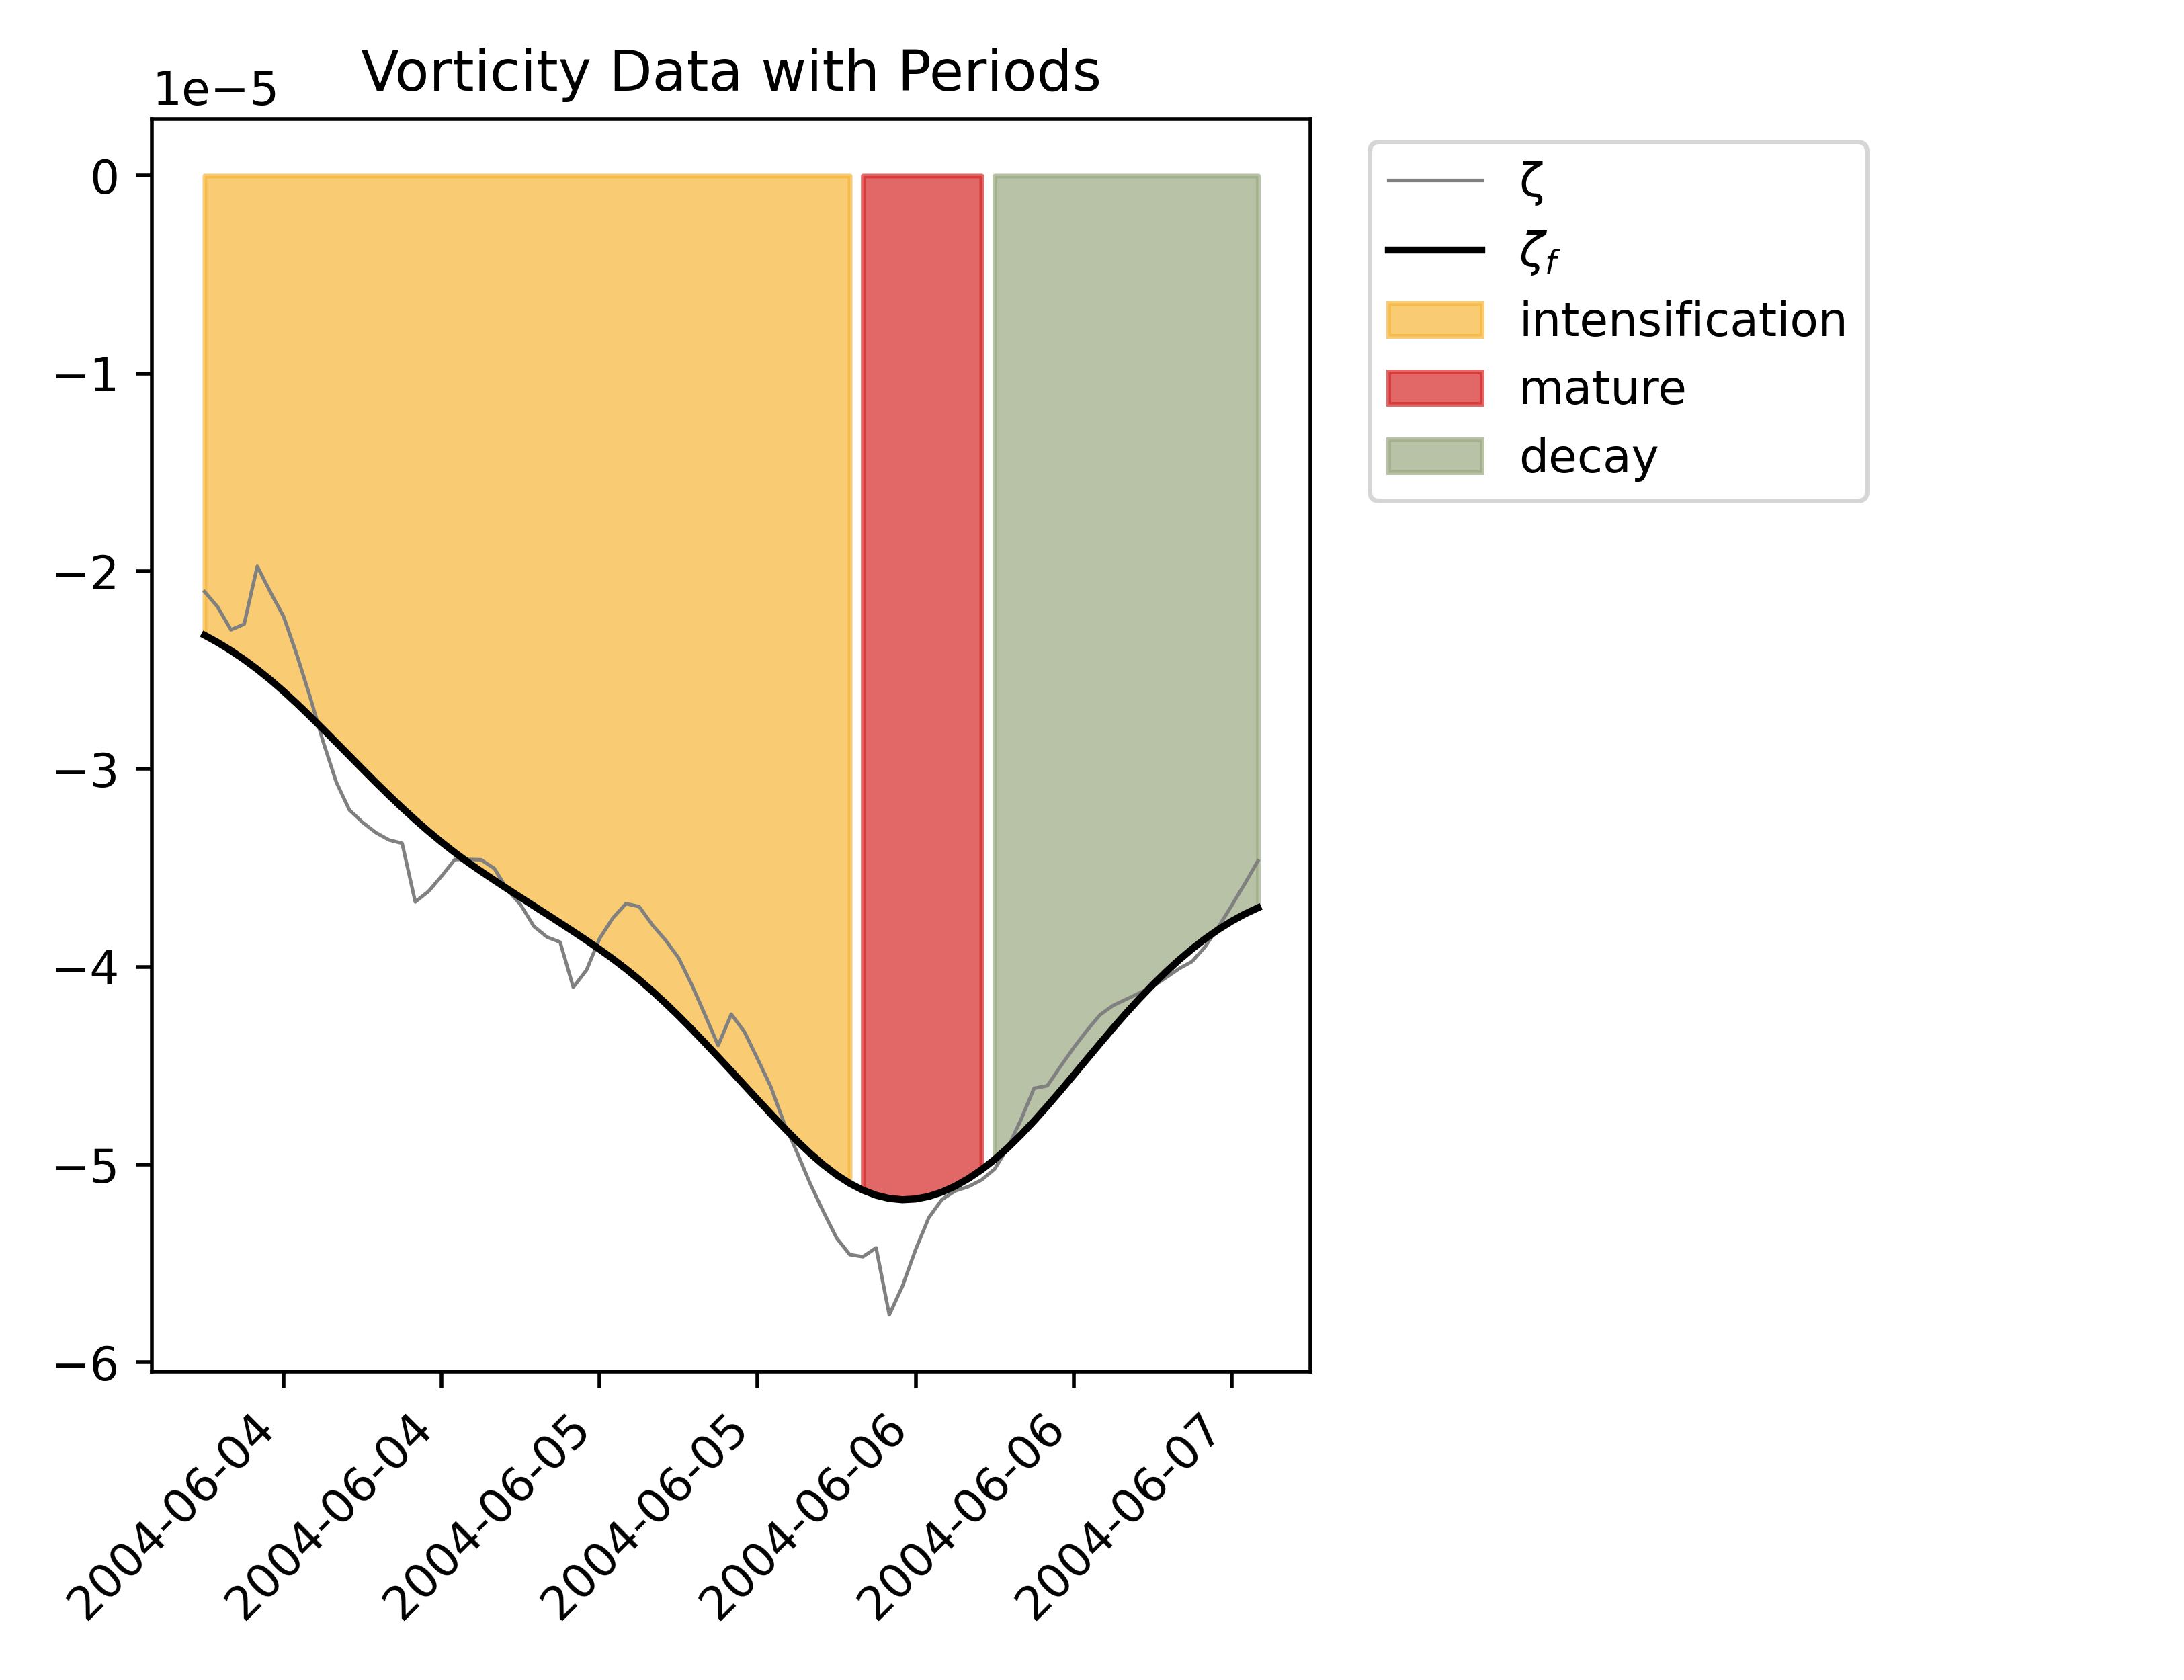 Vorticity Data with Periods
1e−5
0
−1
−2
−3
−4
−5
−6
2004-06-04
2004-06-04
2004-06-05
2004-06-05
2004-06-06
2004-06-06
2004-06-07
ζ
ζf
intensification
mature
decay